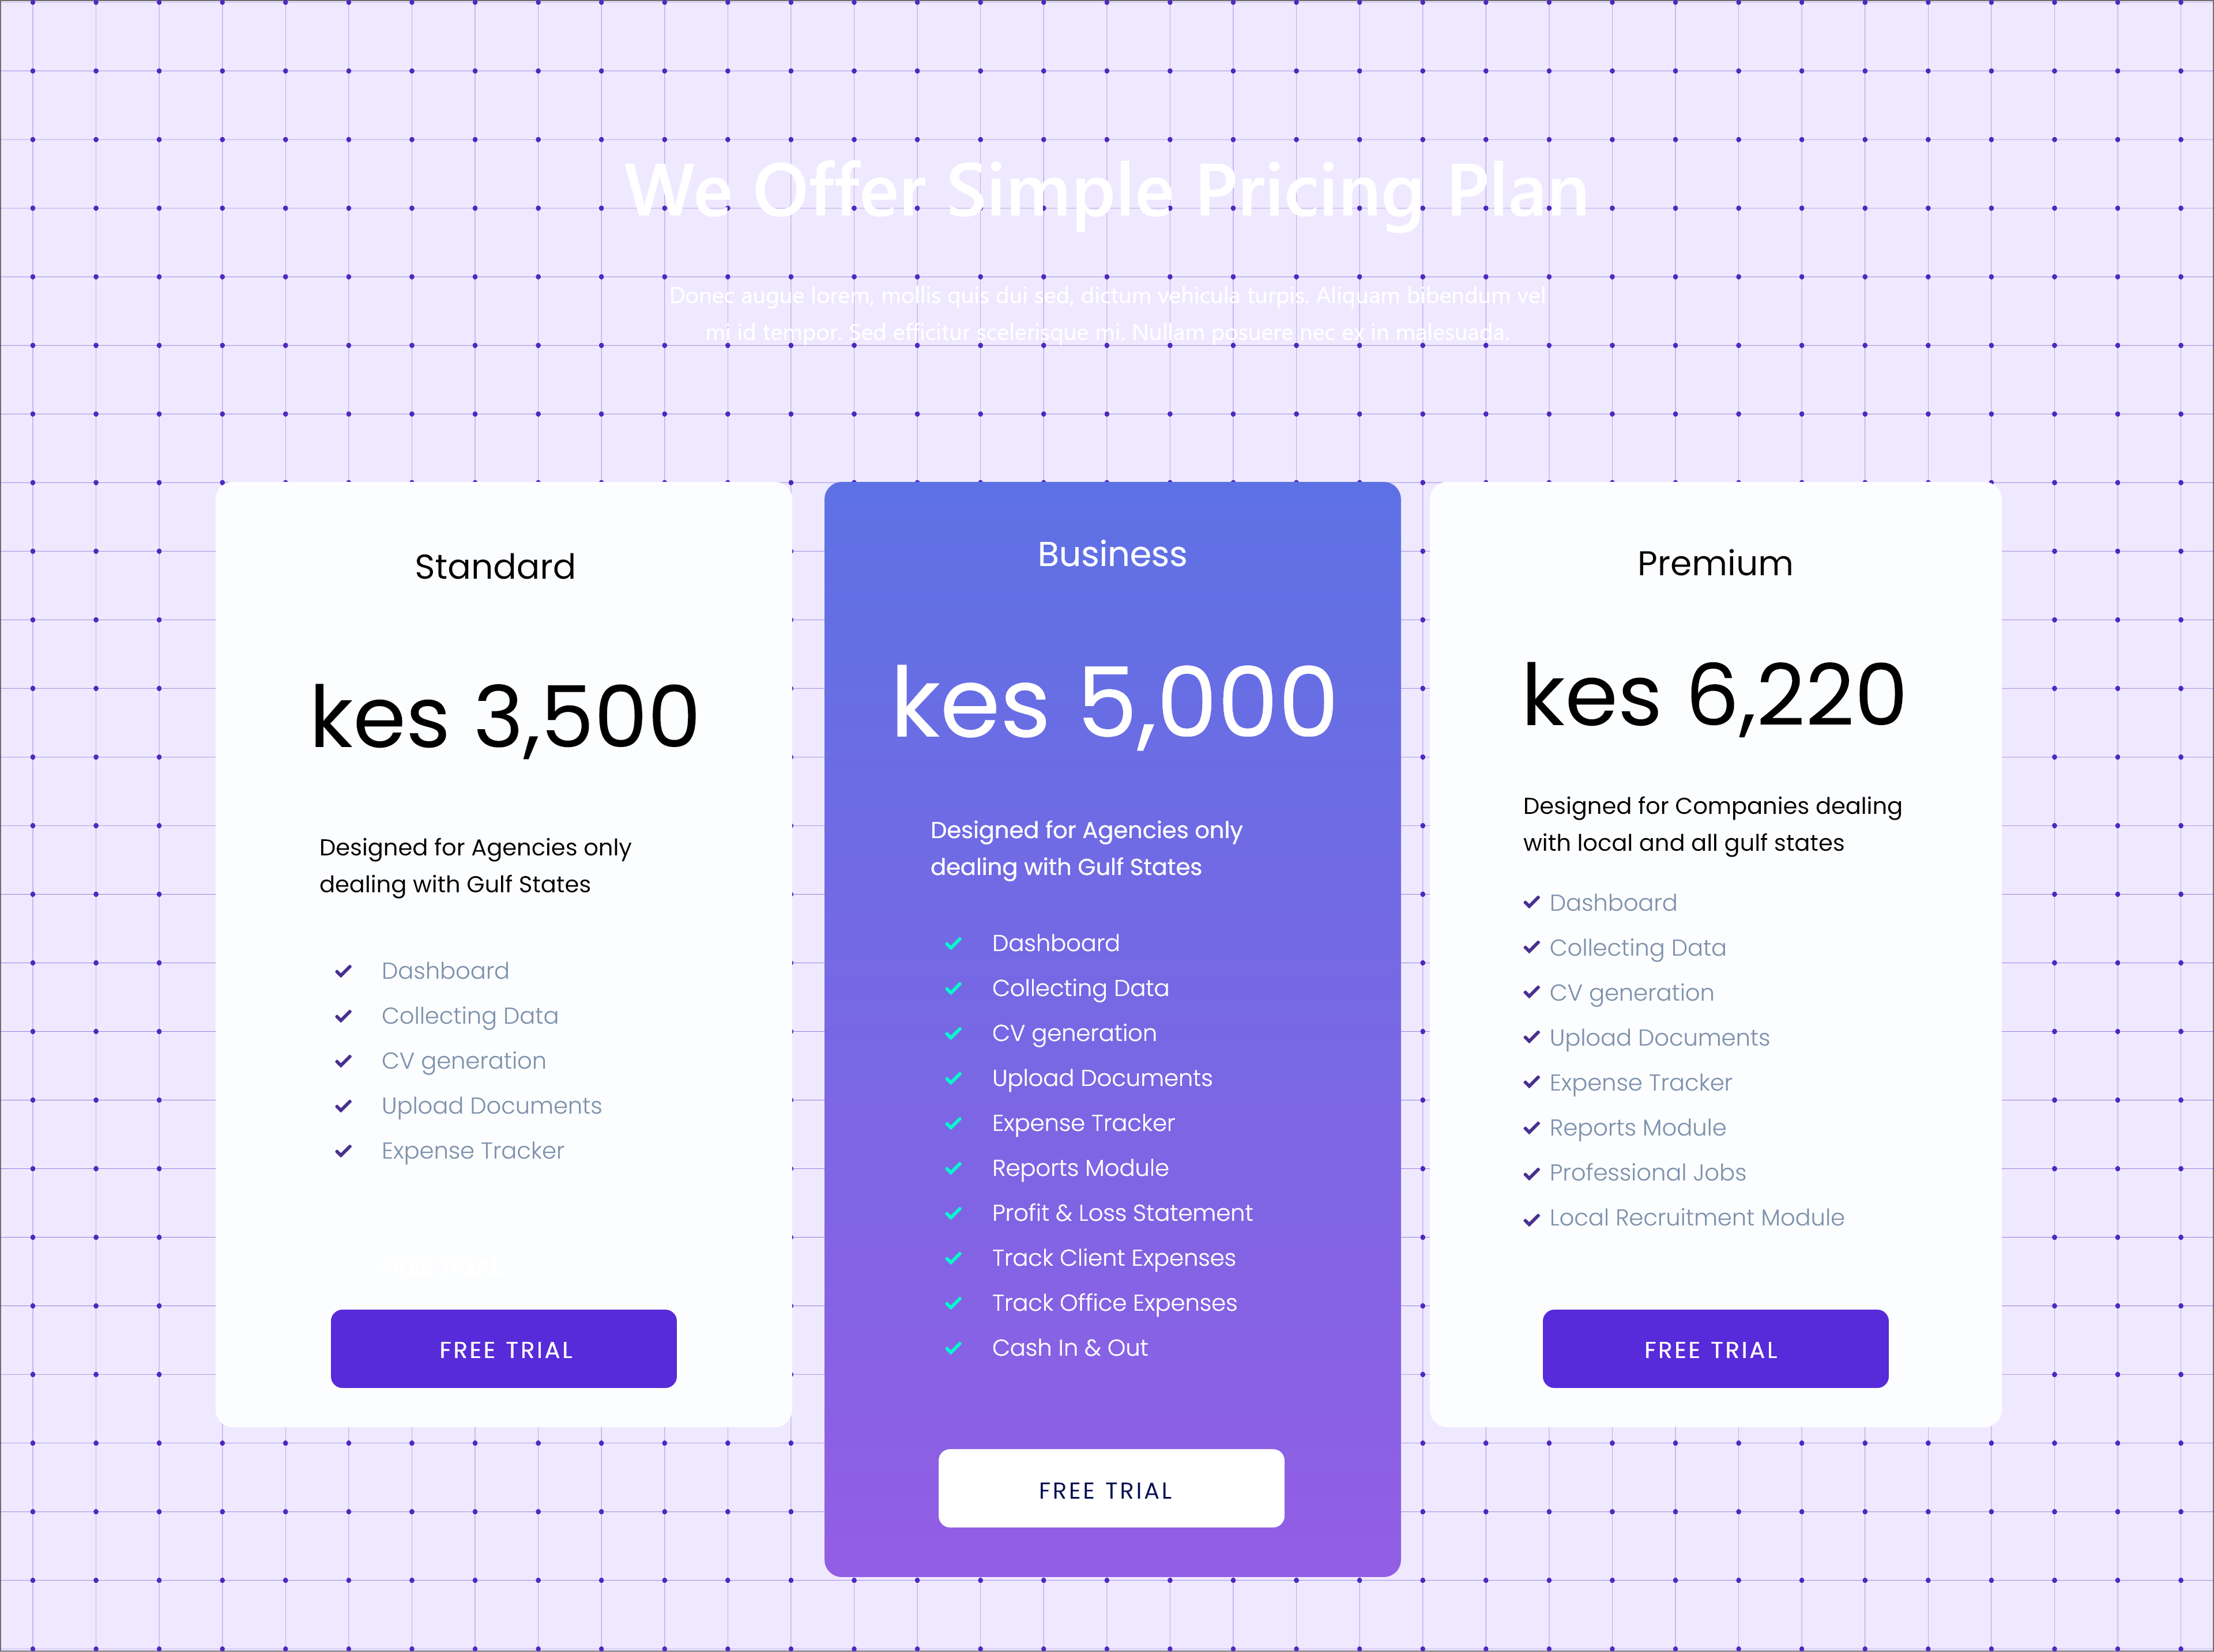 We Offer Simple Pricing Plan
Donec augue lorem, mollis quis dui sed, dictum vehicula turpis. Aliquam bibendum vel
mi id tempor. Sed efficitur scelerisque mi. Nullam posuere nec ex in malesuada.
Standard
kes 3,500
Designed for Agencies only
dealing with Gulf States
Dashboard
Collecting Data
CV generation
Upload Documents
Expense Tracker
FREE TRIAL
Business
kes 5,000
Designed for Agencies only
dealing with Gulf States
Dashboard
Collecting Data
CV generation
Upload Documents
Expense Tracker
Reports Module
Profit & Loss Statement
Track Client Expenses
Track Office Expenses
Cash In & Out
FREE TRIAL
Premium
kes 6,220
Designed for Companies dealing
with local and all gulf states
Dashboard
Collecting Data
CV generation
Upload Documents
Expense Tracker
Reports Module
Professional Jobs
Local Recruitment Module
FREE TRIAL